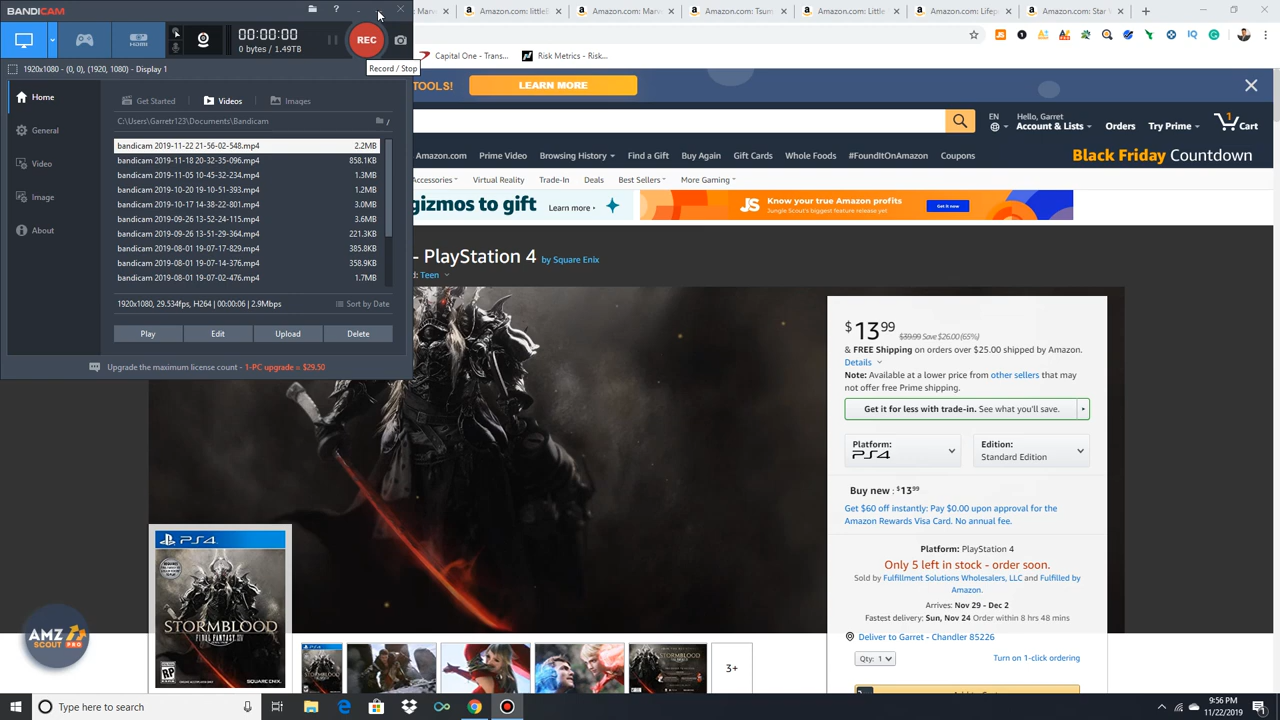 BANDICAM
?
00:00:00
0 bytes / 1.49TB
REC
HDMI
Record / Stop
1920x1080 - (0, 0), (1920, 1080) - Display 1
Home
General
Video
Image
About
Get Started
Videos
Images
C:\Users\Garretr123\Documents\Bandicam
bandicam 2019-11-22 21-56-02-548.mp4 2.2MB
bandicam 2019-11-18 20-32-35-096.mp4 858.1KB
bandicam 2019-11-05 10-45-32-234.mp4 1.3MB
bandicam 2019-10-20 19-10-51-393.mp4 1.2MB
bandicam 2019-10-17 14-38-22-801.mp4 3.0MB
bandicam 2019-09-26 13-52-24-113.mp4 3.6MB
bandicam 2019-09-26 13-51-29-364.mp4 221.3KB
bandicam 2019-08-01 19-07-17-829.mp4 385.8KB
bandicam 2019-08-01 19-07-14-376.mp4 358.9KB
bandicam 2019-08-01 19-07-02-476.mp4 1.7MB
1920x1080, 29.534fps, H264 | 00:00:06 | 2.9Mbps
Sort by Date
Play
Edit
Upload
Delete
Upgrade the maximum license count - 1-PC upgrade = $29.50
Amazon.com: littleB
Amazon.com: Marv
Amazon.com: Tsum
Amazon.com: Little
Amazon.com: Lifep
Amazon.com: Star
Capital One - Trans...
Risk Metrics - Risk...
TOOLS!
LEARN MORE
EN
Hello, Garret
Account & Lists
Orders
Try Prime
1
Cart
Amazon.com
Prime Video
Browsing History
Find a Gift
Buy Again
Gift Cards
Whole Foods
#FoundItOnAmazon
Coupons
Black Friday Countdown
Accessories
Virtual Reality
Trade-In
Deals
Best Sellers
More Gaming
gizmos to gift
Learn more
JS
Know your true Amazon profits
Jungle Scout's biggest feature release yet
Get it now
- PlayStation 4 by Square Enix
Teen
$13 99 $39.99 Save $26.00 (65%)
& FREE Shipping on orders over $25.00 shipped by Amazon.
Details
Note: Available at a lower price from other sellers that may
not offer free Prime shipping.
Get it for less with trade-in. See what you'll save.
Platform:
PS4
Edition:
Standard Edition
Buy new : $13 99
Get $60 off instantly: Pay $0.00 upon approval for the
Amazon Rewards Visa Card. No annual fee.
Platform: PlayStation 4
Only 5 left in stock - order soon.
Sold by Fulfillment Solutions Wholesalers, LLC and Fulfilled by
Amazon.
Arrives: Nov 29 - Dec 2
Fastest delivery: Sun, Nov 24 Order within 8 hrs 48 mins
Deliver to Garret - Chandler 85226
Qty: 1
Turn on 1-click ordering
AMZ
SCOUT PRO
PS4
STORMBLOOD
FINAL FANTASY XIV
SQUARE ENIX
3+
Type here to search
9:56 PM
11/22/2019